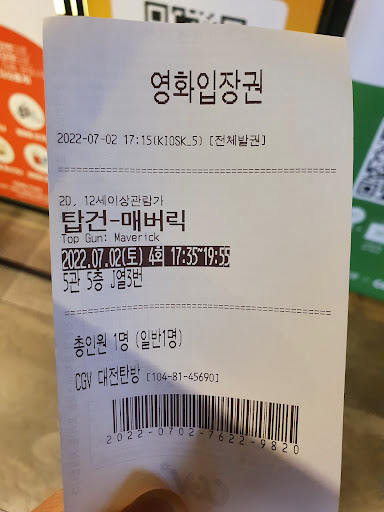 영화입장권
2022-07-02 17:15(KIOSK_5) [전체발권]
2D, 12세이상관람가
탑건-매버릭
Top Gun: Maverick
2022.07.02(토) 4회 17:35~19:55
5관 5층 J열3번
총인원 1명 (일반1명)
CGV 대전탄방 [104-81-45690]
2022-0702-7622-9820